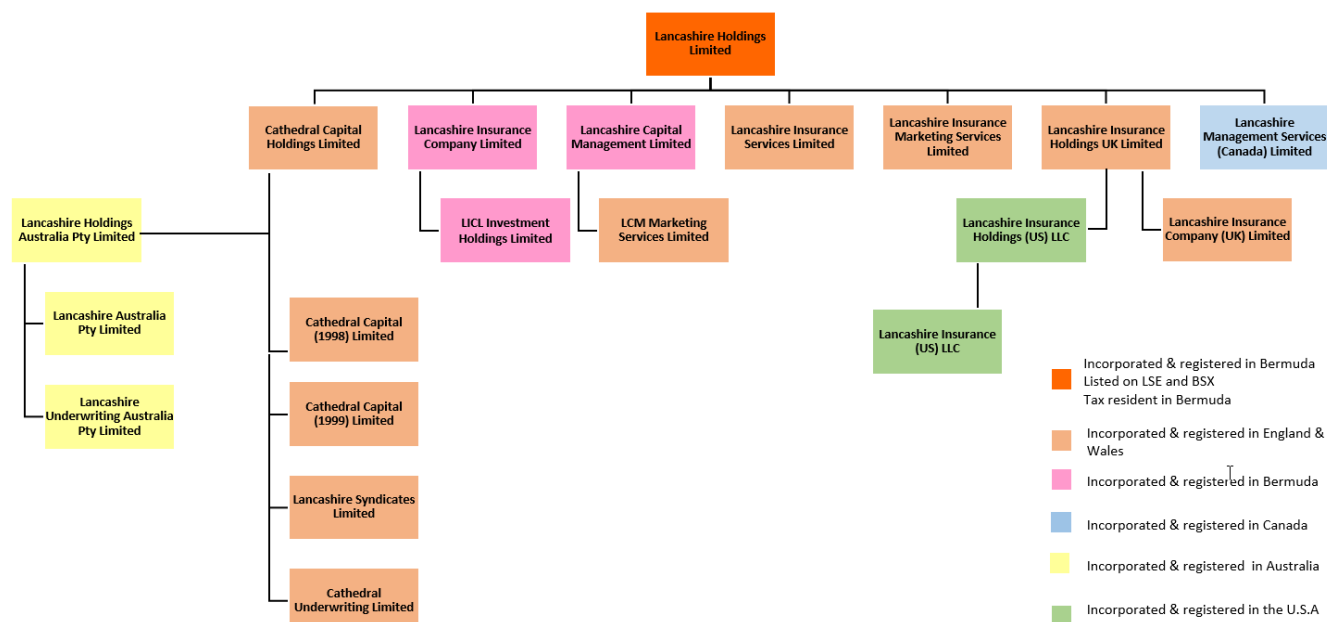 Lancashire Holdings
Limited
Cathedral Capital
Holdings Limited
Lancashire Insurance
Company Limited
Lancashire Capital
Management Limited
Lancashire Insurance
Services Limited
Lancashire Insurance
Marketing Services
Limited
Lancashire Insurance
Holdings UK Limited
Lancashire
Management Services
(Canada) Limited
Lancashire Holdings
Australia Pty Limited
LICL Investment
Holdings Limited
LCM Marketing
Services Limited
Lancashire Insurance
Holdings (US) LLC
Lancashire Insurance
Company (UK) Limited
Lancashire Australia
Pty Limited
Cathedral Capital
(1998) Limited
Lancashire Insurance
(US) LLC
Lancashire
Underwriting Australia
Pty Limited
Cathedral Capital
(1999) Limited
Lancashire Syndicates
Limited
Cathedral
Underwriting Limited
Incorporated & registered in Bermuda
Listed on LSE and BSX
Tax resident in Bermuda
Incorporated & registered in England &
Wales
Incorporated & registered in Bermuda
Incorporated & registered in Canada
Incorporated & registered  in Australia
Incorporated & registered in the U.S.A